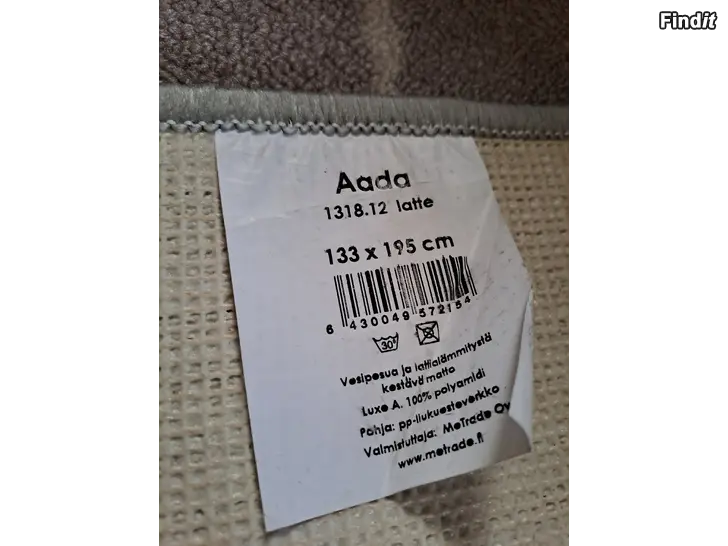 Findit
Aada
1318.12 latte
133 x 195 cm
6 430049 572154
30°
Vesipesua ja lattialämmitystä
kestävä matto
Luxe A. 100% polyamidi
Pohja: pp-liukuesteverkko
Valmistuttaja: MeTrade Oy
www.metrade.fi